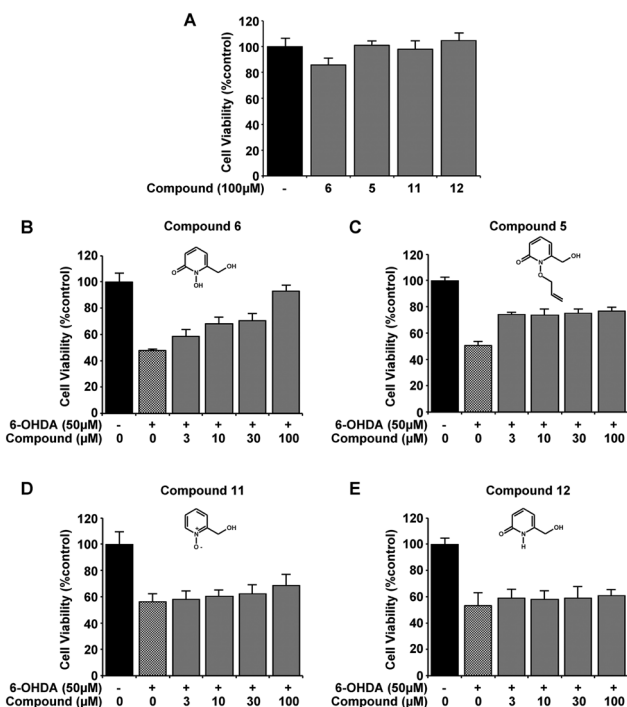 A
Cell Viability (%control)
120
100
80
60
40
20
0
Compound (100µM) - 6 5 11 12
B
Compound 6
O N OH OH
Cell Viability (%control)
120
100
80
60
40
20
0
6-OHDA (50µM) - + + + + +
Compound (µM) 0 0 3 10 30 100
C
Compound 5
O N OH O
Cell Viability (%control)
120
100
80
60
40
20
0
6-OHDA (50µM) - + + + + +
Compound (µM) 0 0 3 10 30 100
D
Compound 11
N + OH O -
Cell Viability (%control)
120
100
80
60
40
20
0
6-OHDA (50µM) - + + + + +
Compound (µM) 0 0 3 10 30 100
E
Compound 12
O N OH H
Cell Viability (%control)
120
100
80
60
40
20
0
6-OHDA (50µM) - + + + + +
Compound (µM) 0 0 3 10 30 100